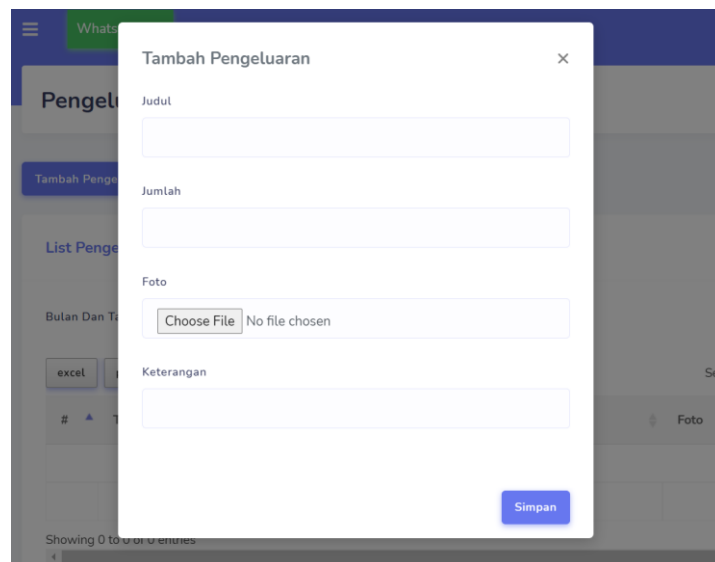 Whats
Tambah Pengeluaran ×
Pengel
Judul
Tambah Penge
Jumlah
List Penge
Foto
Bulan Dan Ta
Choose File No file chosen
excel
Keterangan
Se
#
T
Foto
Simpan
Showing 0 to 0 of 0 entries